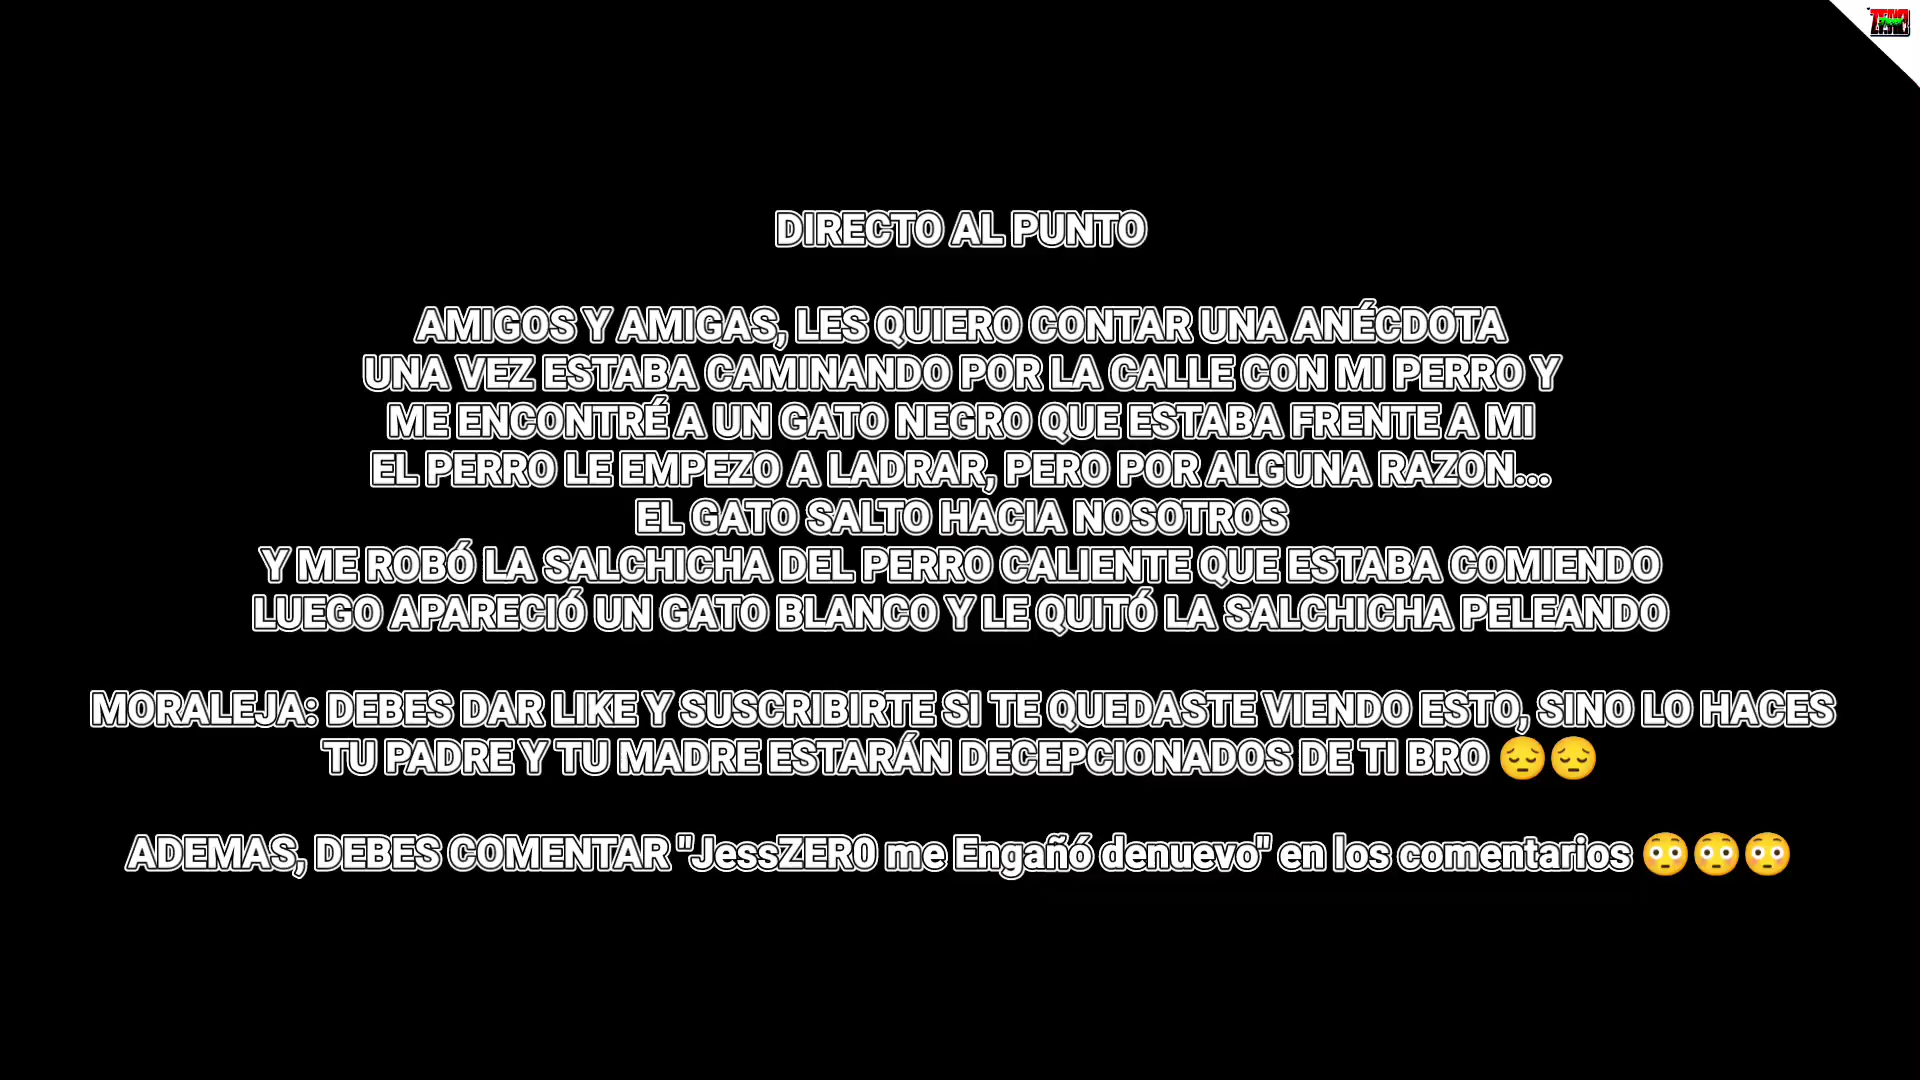 DIRECTO AL PUNTO
AMIGOS Y AMIGAS, LES QUIERO CONTAR UNA ANÉCDOTA
UNA VEZ ESTABA CAMINANDO POR LA CALLE CON MI PERRO Y
ME ENCONTRÉ A UN GATO NEGRO QUE ESTABA FRENTE A MI
EL PERRO LE EMPEZO A LADRAR, PERO POR ALGUNA RAZON...
EL GATO SALTO HACIA NOSOTROS
Y ME ROBÓ LA SALCHICHA DEL PERRO CALIENTE QUE ESTABA COMIENDO
LUEGO APARECIÓ UN GATO BLANCO Y LE QUITÓ LA SALCHICHA PELEANDO
MORALEJA: DEBES DAR LIKE Y SUSCRIBIRTE SI TE QUEDASTE VIENDO ESTO, SINO LO HACES
TU PADRE Y TU MADRE ESTARÁN DECEPCIONADOS DE TI BRO 😔😔
ADEMAS, DEBES COMENTAR "JessZER0 me Engañó denuevo" en los comentarios 😳😳😳